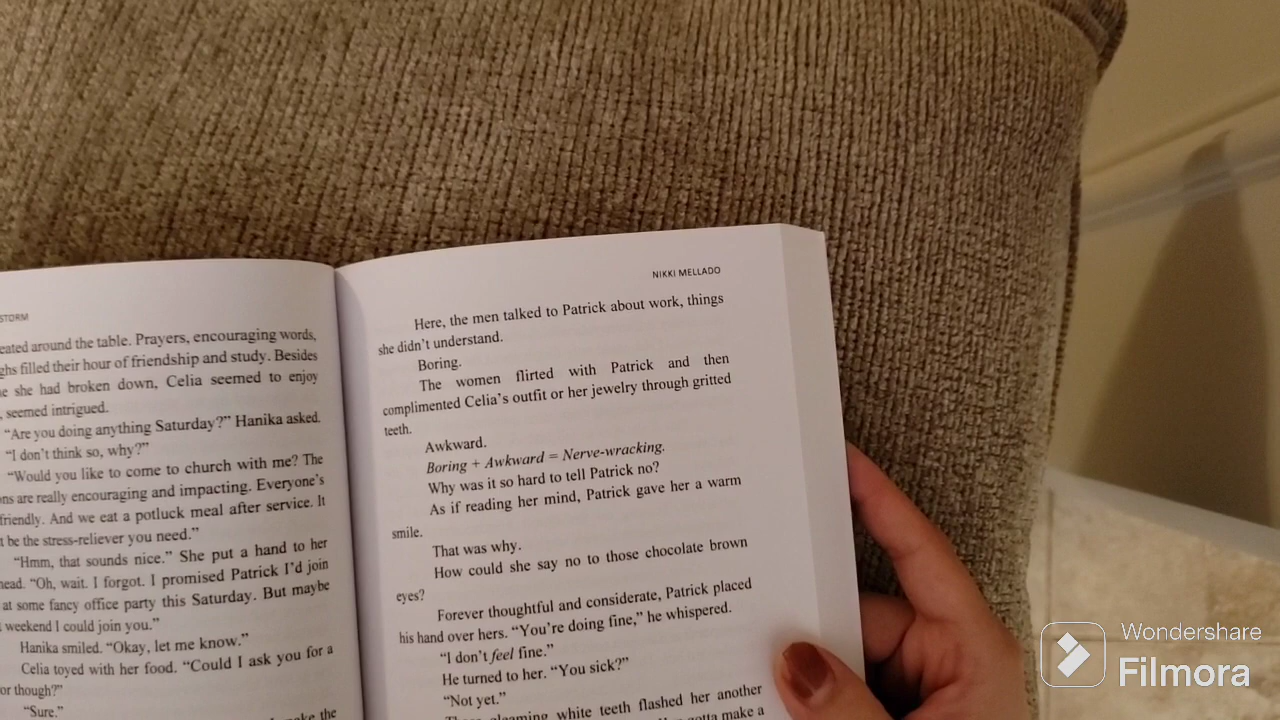 STORM
eated around the table. Prayers, encouraging words,
ghs filled their hour of friendship and study. Besides
e she had broken down, Celia seemed to enjoy
, seemed intrigued.
“Are you doing anything Saturday?” Hanika asked.
“I don’t think so, why?”
“Would you like to come to church with me? The
ns are really encouraging and impacting. Everyone’s
friendly. And we eat a potluck meal after service. It
t be the stress-reliever you need.”
“Hmm, that sounds nice.” She put a hand to her
head. “Oh, wait. I forgot. I promised Patrick I’d join
at some fancy office party this Saturday. But maybe
weekend I could join you.”
Hanika smiled. “Okay, let me know.”
Celia toyed with her food. “Could I ask you for a
or though?”
“Sure.”
make the
NIKKI MELLADO
Here, the men talked to Patrick about work, things
she didn’t understand.
Boring.
The women flirted with Patrick and then
complimented Celia’s outfit or her jewelry through gritted
teeth.
Awkward.
Boring + Awkward = Nerve-wracking.
Why was it so hard to tell Patrick no?
As if reading her mind, Patrick gave her a warm
smile.
That was why.
How could she say no to those chocolate brown
eyes?
Forever thoughtful and considerate, Patrick placed
his hand over hers. “You’re doing fine,” he whispered.
“I don’t feel fine.”
He turned to her. “You sick?”
“Not yet.”
Those gleaming white teeth flashed her another
gotta make a
Wondershare
Filmora